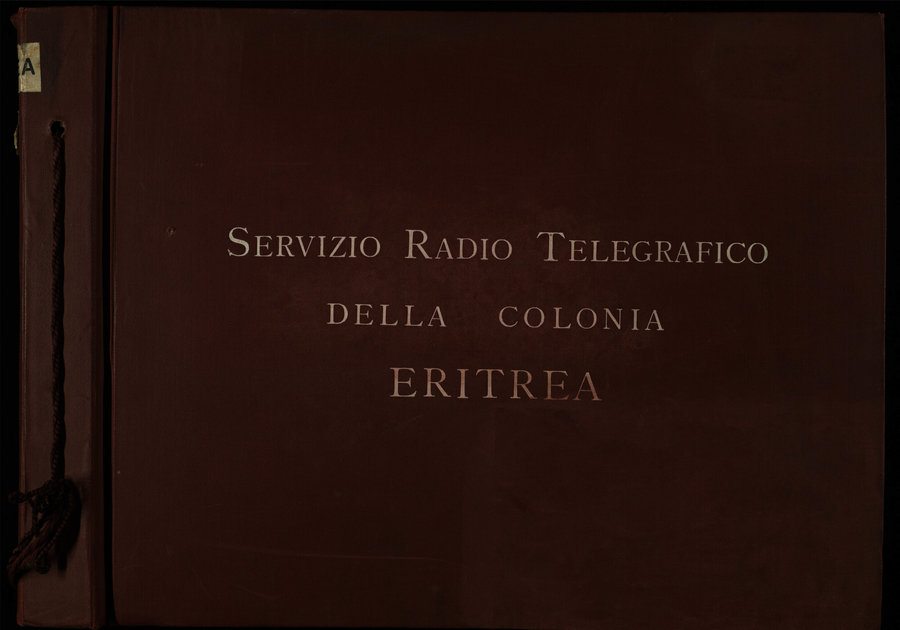 SERVIZIO RADIO TELEGRAFICO
DELLA COLONIA
ERITREA